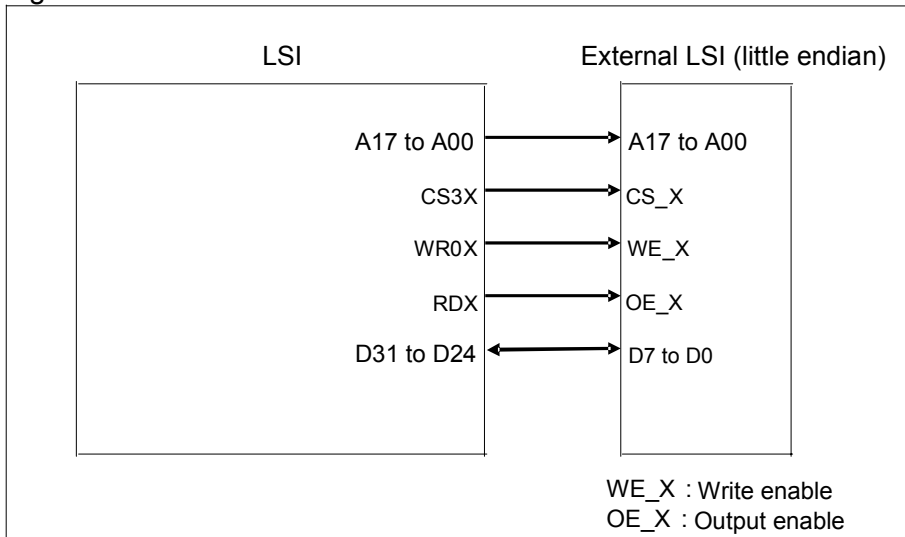 LSI External LSI (little endian)
A17 to A00 A17 to A00
CS3X CS_X
WR0X WE_X
RDX OE_X
D31 to D24 D7 to D0
WE_X : Write enable
OE_X : Output enable